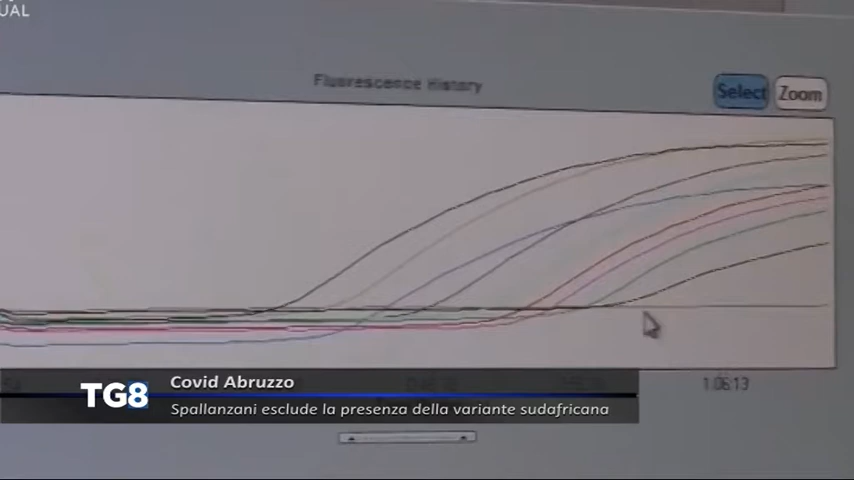 UAL
Fluorescence History
Select
Zoom
1:06:13
TG8
Covid Abruzzo
Spallanzani esclude la presenza della variante sudafricana